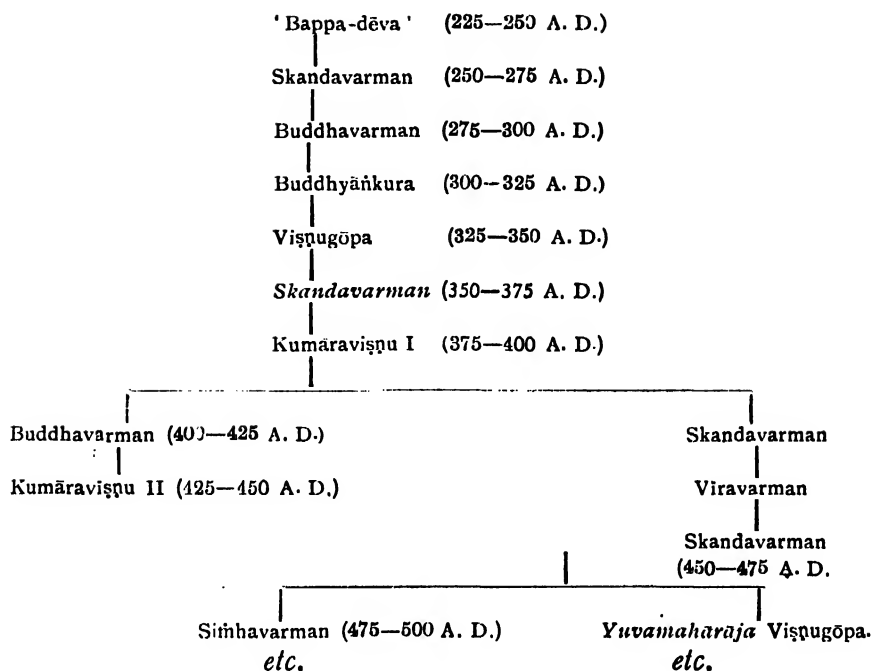 'Bappa-dēva' (225—250 A. D.)
Skandavarman (250—275 A. D.)
Buddhavarman (275—300 A. D.)
Buddhyāṅkura (300—325 A. D.)
Viṣṇugōpa (325—350 A. D.)
Skandavarman (350—375 A. D.)
Kumāraviṣṇu I (375—400 A. D.)
Buddhavarman (400—425 A. D.) Skandavarman
Kumāraviṣṇu II (425—450 A. D.) Viravarman
Skandavarman
(450—475 A. D.
Siṁhavarman (475—500 A. D.) Yuvamahārāja Viṣṇugōpa.
etc. etc.